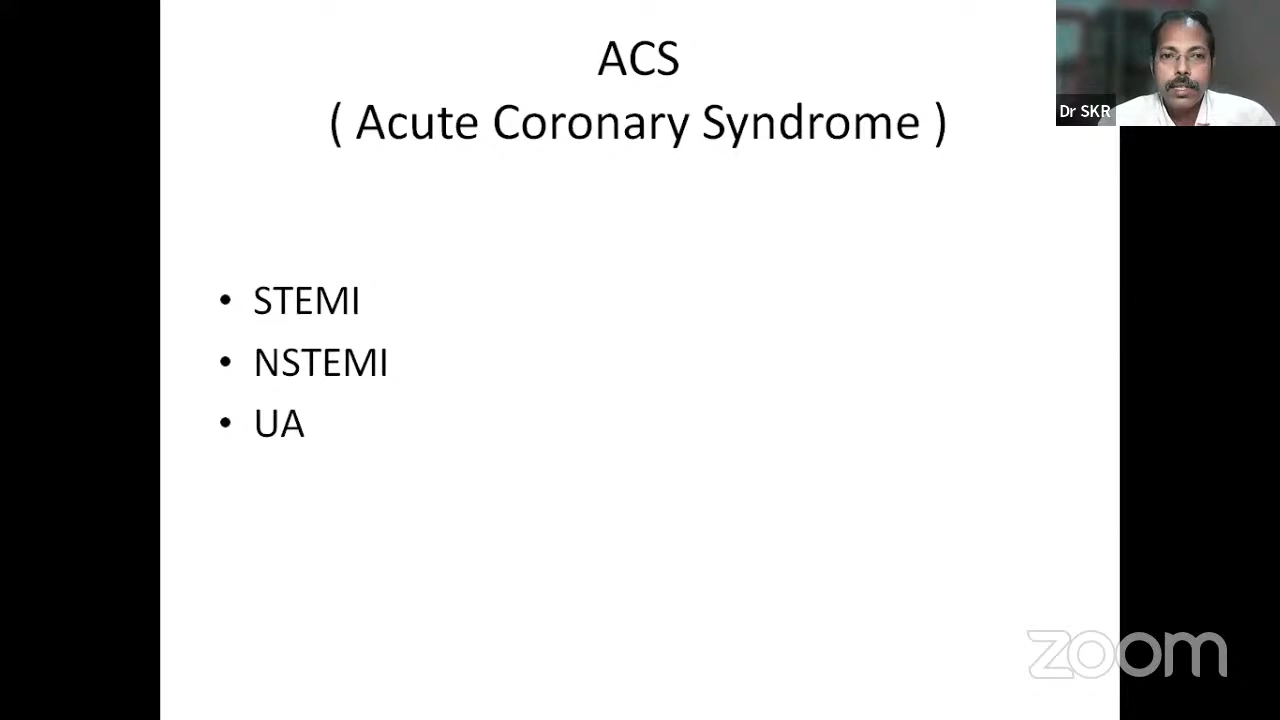 ACS
( Acute Coronary Syndrome )
Dr SKR
• STEMI
• NSTEMI
• UA
zoom